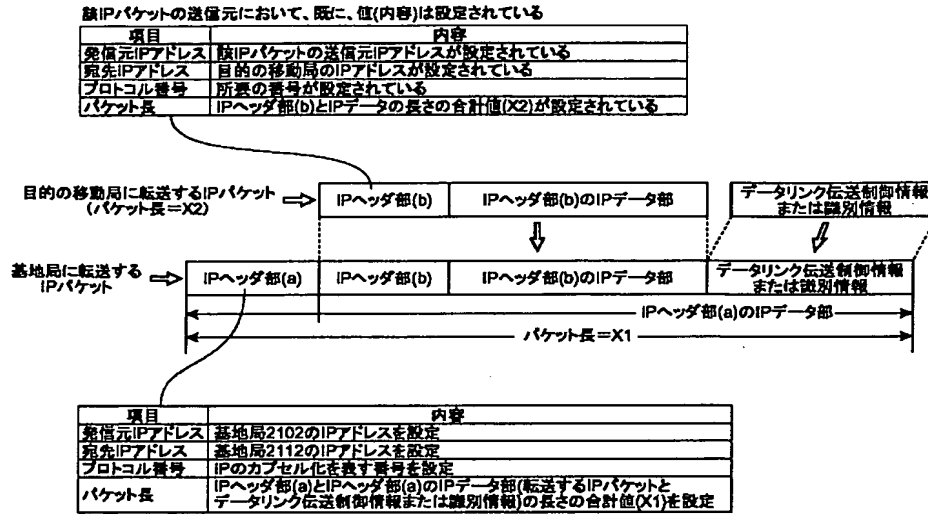 該IPパケットの送信元において、既に、値(内容)は設定されている
項目 内容
発信元IPアドレス 該IPパケットの送信元IPアドレスが設定されている
宛先IPアドレス 目的の移動局のIPアドレスが設定されている
プロトコル番号 所要の番号が設定されている
パケット長 IPヘッダ部(b)とIPデータの長さの合計値(X2)が設定されている
目的の移動局に転送するIPパケット
(パケット長=X2)
IPヘッダ部(b) IPヘッダ部(b)のIPデータ部
データリンク伝送制御情報
または識別情報
基地局に転送する
IPパケット
IPヘッダ部(a) IPヘッダ部(b) IPヘッダ部(b)のIPデータ部
データリンク伝送制御情報
または識別情報
IPヘッダ部(a)のIPデータ部
パケット長=X1
項目 内容
発信元IPアドレス 基地局2102のIPアドレスを設定
宛先IPアドレス 基地局2112のIPアドレスを設定
プロトコル番号 IPのカプセル化を表す番号を設定
パケット長 IPヘッダ部(a)とIPヘッダ部(a)のIPデータ部(転送するIPパケットと
データリンク伝送制御情報または識別情報)の長さの合計値(X1)を設定